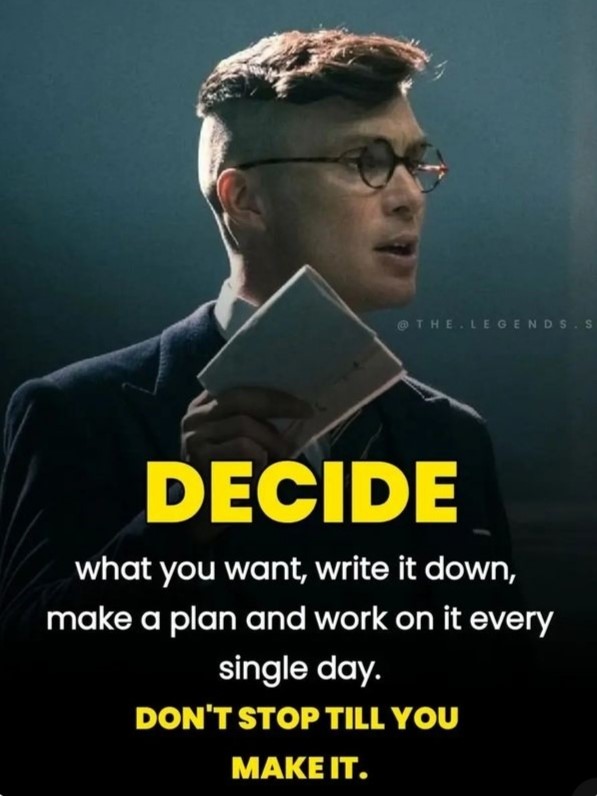 @THE.LEGENDS.S
DECIDE
what you want, write it down,
make a plan and work on it every
single day.
DON'T STOP TILL YOU
MAKE IT.